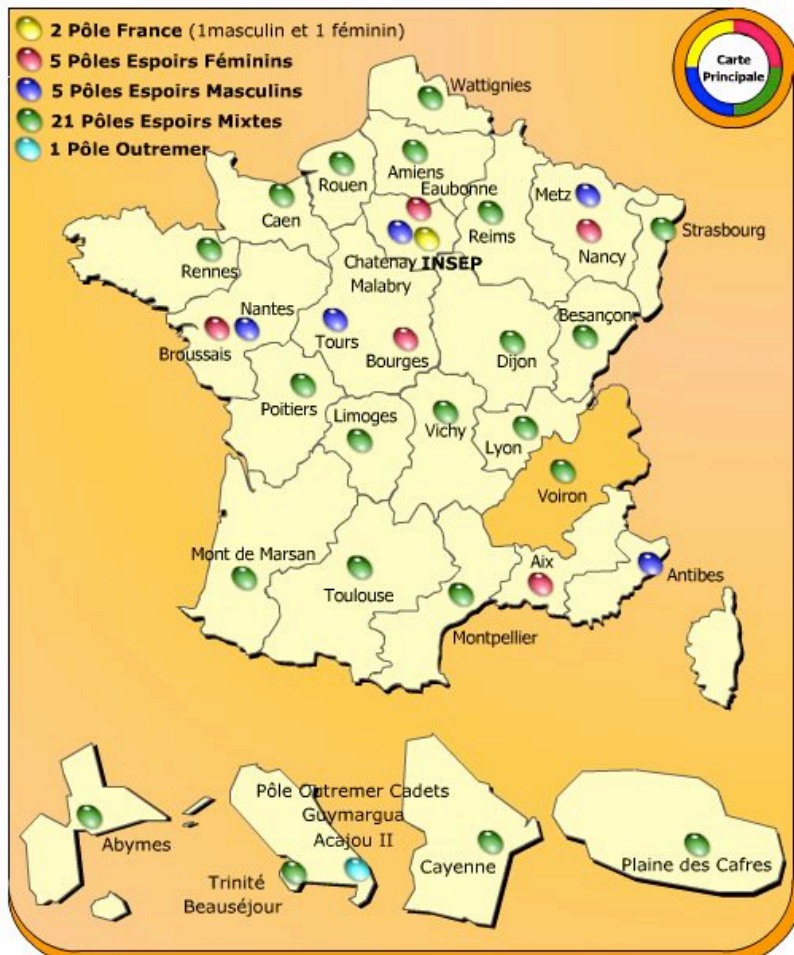 2 Pôle France (1masculin et 1 féminin)
5 Pôles Espoirs Féminins
5 Pôles Espoirs Masculins
21 Pôles Espoirs Mixtes
1 Pôle Outremer
Carte
Principale
Wattignies
Amiens
Rouen
Eaubonne
Metz
Caen
Reims
Strasbourg
Nancy
Rennes
Chatenay
Malabry
INSEP
Nantes
Besançon
Broussais
Tours
Bourges
Dijon
Poitiers
Limoges
Vichy
Lyon
Voiron
Mont de Marsan
Toulouse
Aix
Antibes
Montpellier
Pôle Outremer Cadets
Guymargua
Acajou II
Abymes
Trinité
Beauséjour
Cayenne
Plaine des Cafres